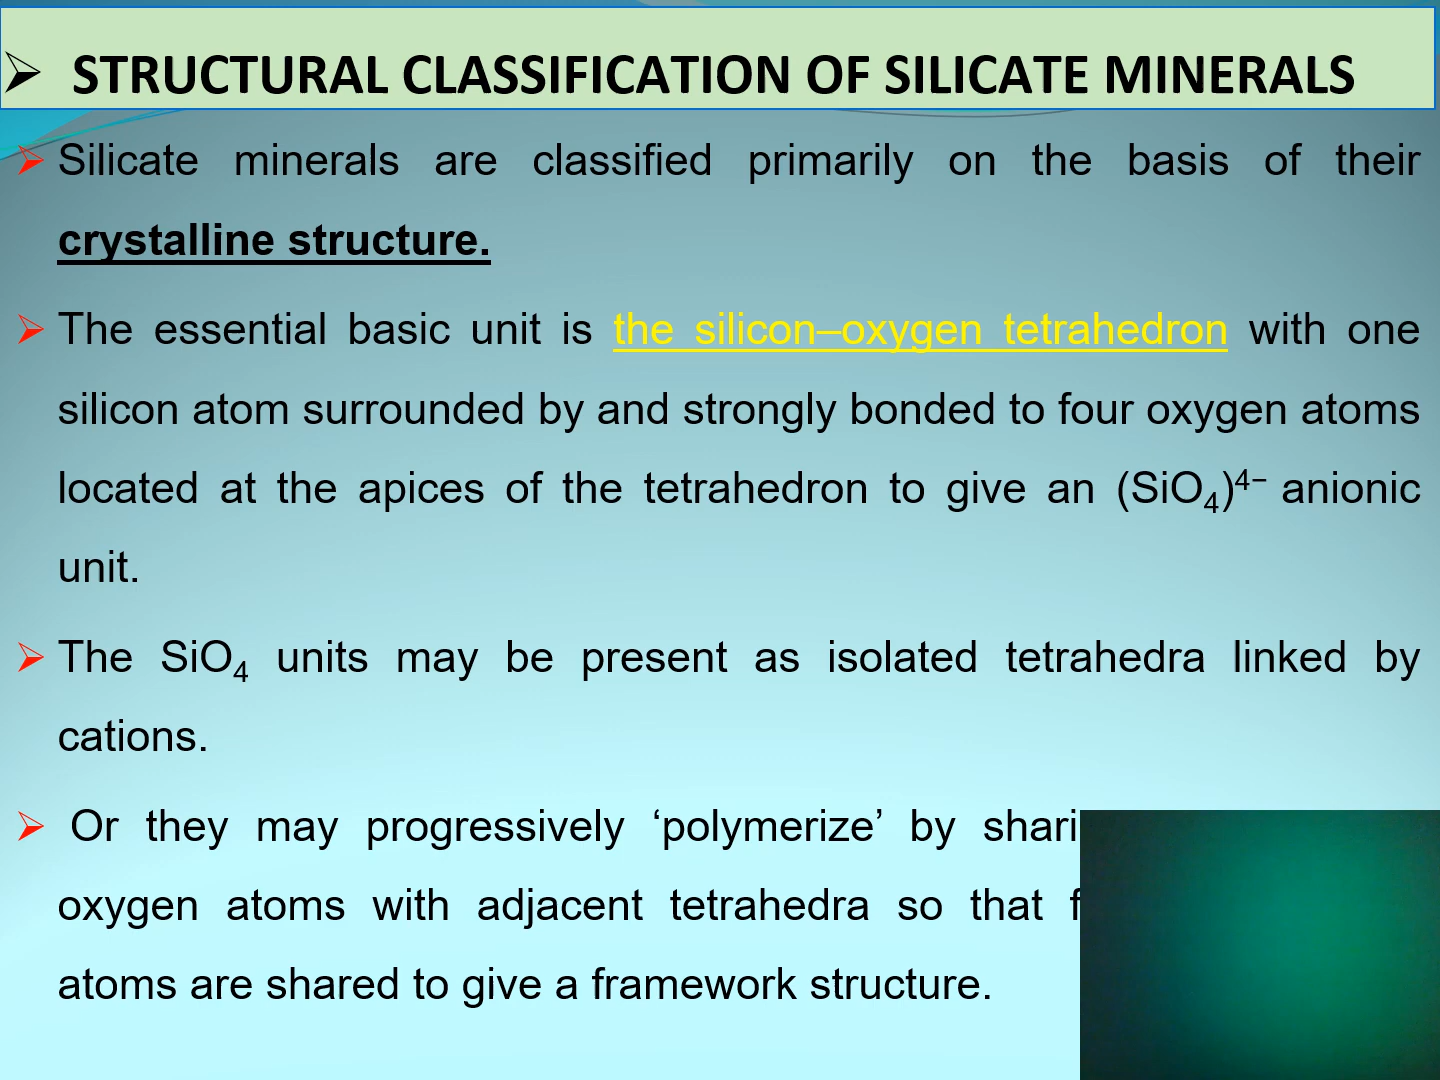 ➢ STRUCTURAL CLASSIFICATION OF SILICATE MINERALS
➢ Silicate minerals are classified primarily on the basis of their
crystalline structure.
➢ The essential basic unit is the silicon–oxygen tetrahedron with one
silicon atom surrounded by and strongly bonded to four oxygen atoms
located at the apices of the tetrahedron to give an (SiO₄)⁴⁻ anionic
unit.
➢ The SiO₄ units may be present as isolated tetrahedra linked by
cations.
➢ Or they may progressively ‘polymerize’ by
oxygen atoms with adjacent tetrahedra so that
atoms are shared to give a framework structure.